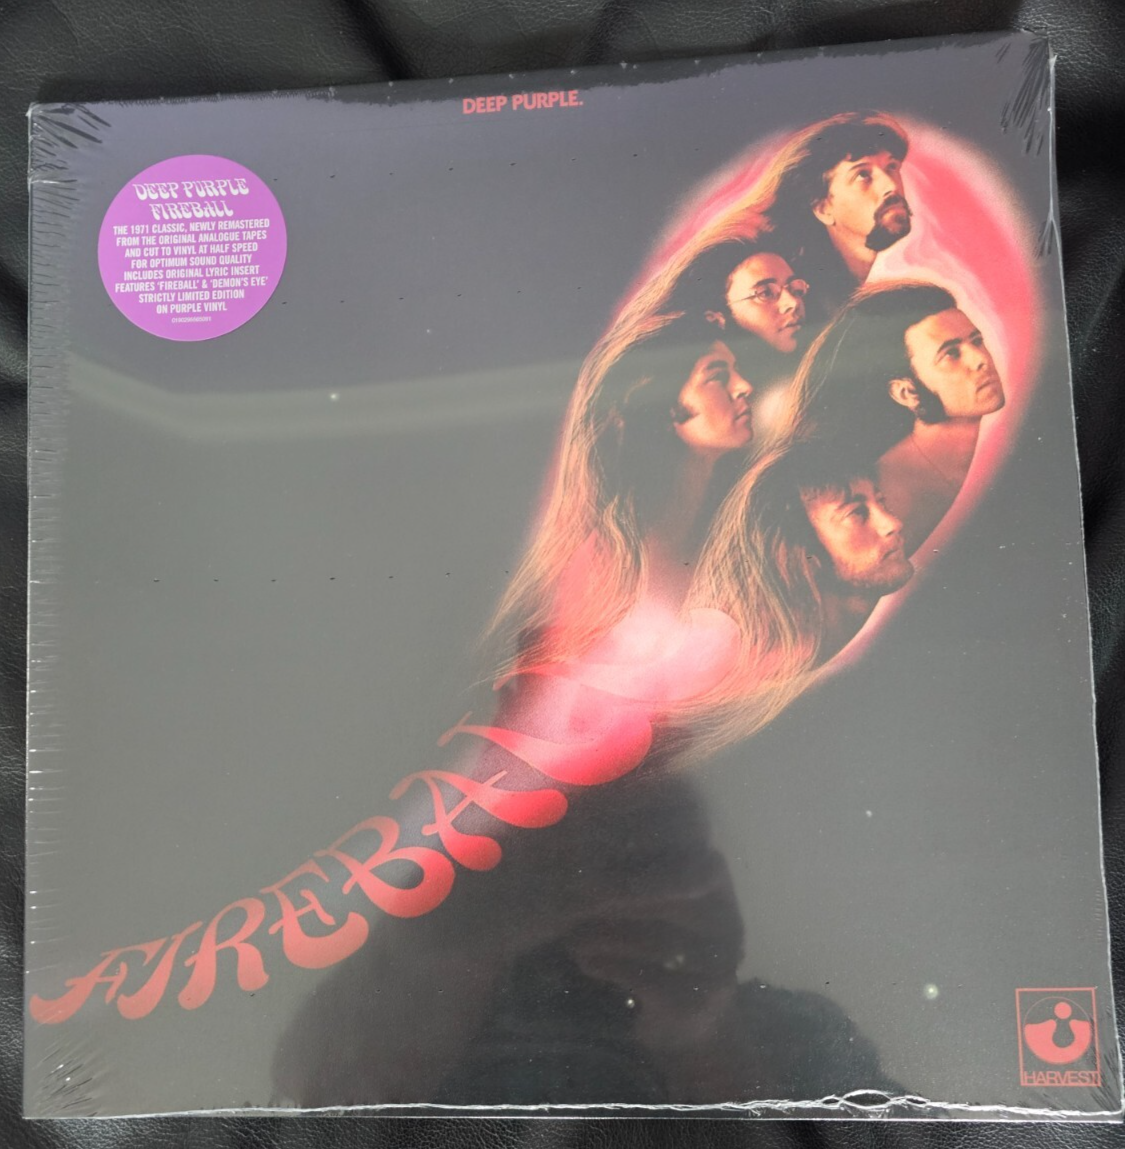 DEEP PURPLE.
DEEP PURPLE
FIREBALL
THE 1971 CLASSIC, NEWLY REMASTERED
FROM THE ORIGINAL ANALOGUE TAPES
AND CUT TO VINYL AT HALF SPEED
FOR OPTIMUM SOUND QUALITY
INCLUDES ORIGINAL LYRIC INSERT
FEATURES 'FIREBALL' & 'DEMON'S EYE'
STRICTLY LIMITED EDITION
ON PURPLE VINYL
FIREBALL
HARVEST